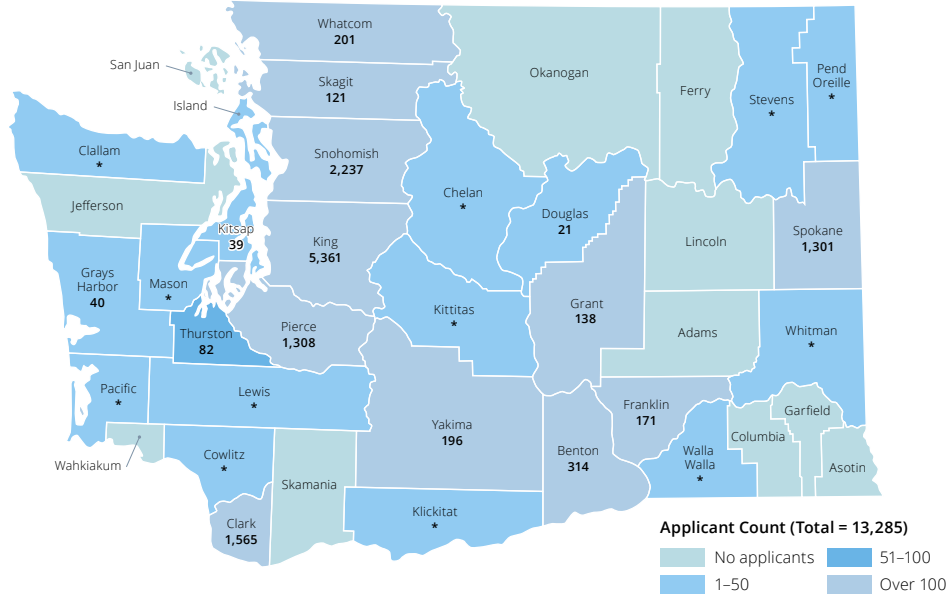 Whatcom
201
San Juan
Skagit
121
Island
Okanogan
Ferry
Stevens
*
Pend
Oreille
*
Clallam
*
Snohomish
2,237
Chelan
*
Jefferson
Douglas
21
Kitsap
39
King
5,361
Lincoln
Spokane
1,301
Grays
Harbor
40
Mason
*
Kittitas
*
Grant
138
Thurston
82
Pierce
1,308
Adams
Whitman
*
Pacific
*
Lewis
*
Yakima
196
Franklin
171
Garfield
Columbia
Wahkiakum
Cowlitz
*
Benton
314
Walla
Walla
*
Asotin
Skamania
Clark
1,565
Klickitat
*
Applicant Count (Total = 13,285)
No applicants
51–100
1–50
Over 100